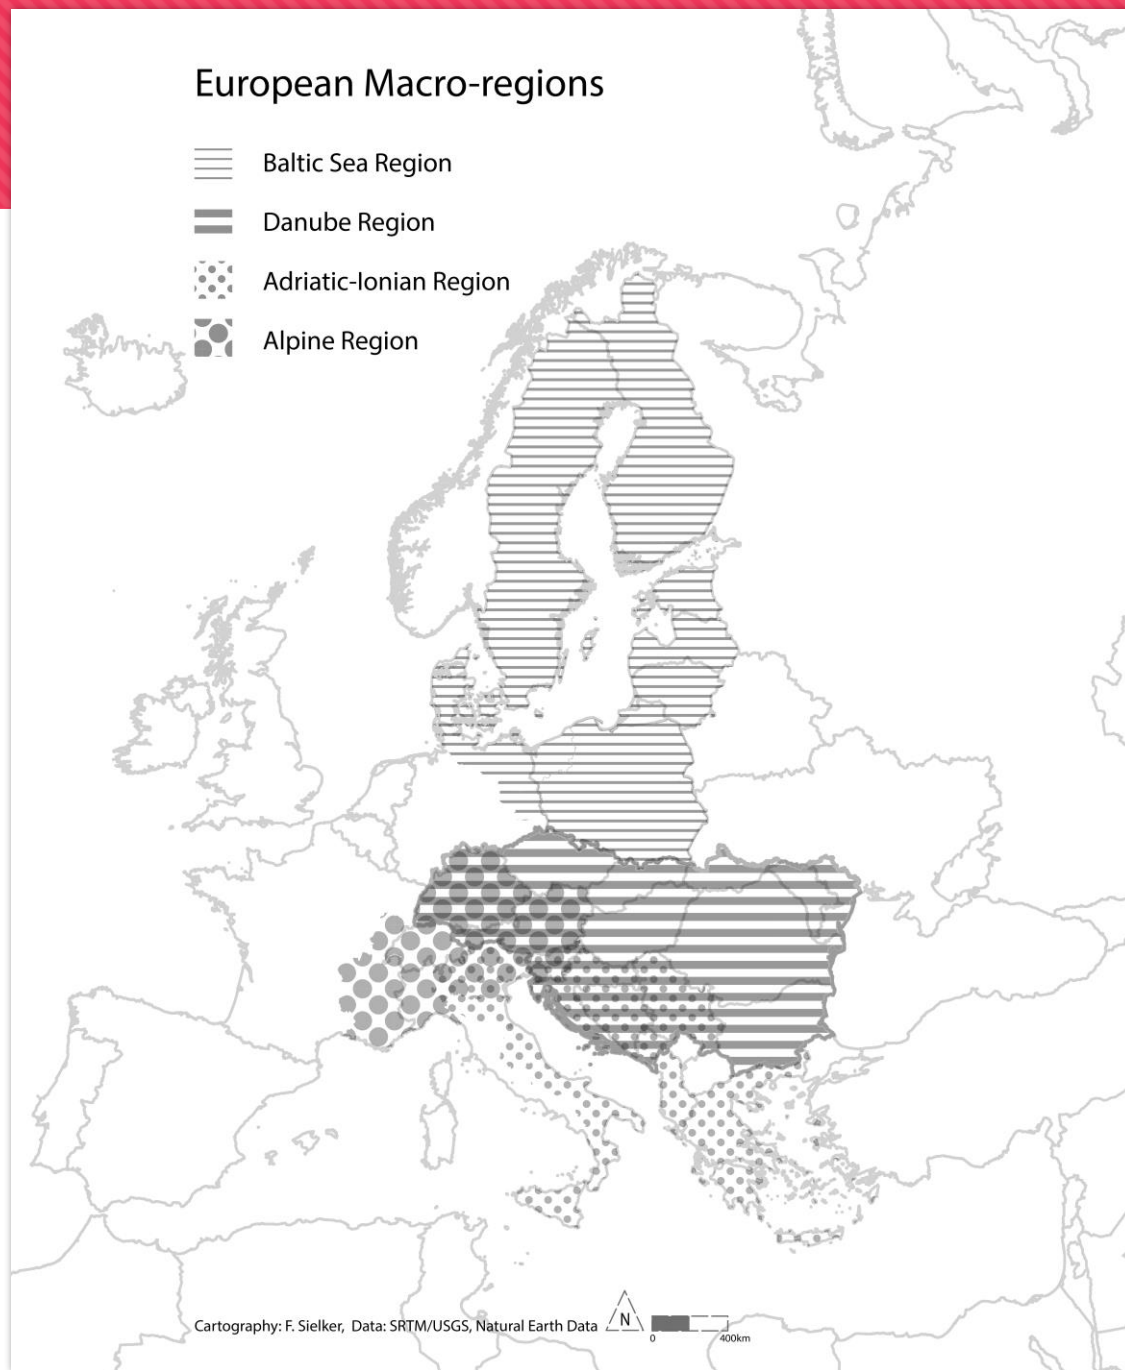 European Macro-regions
Baltic Sea Region
Danube Region
Adriatic-Ionian Region
Alpine Region
Cartography: F. Sielker, Data: SRTM/USGS, Natural Earth Data
N
0 400km